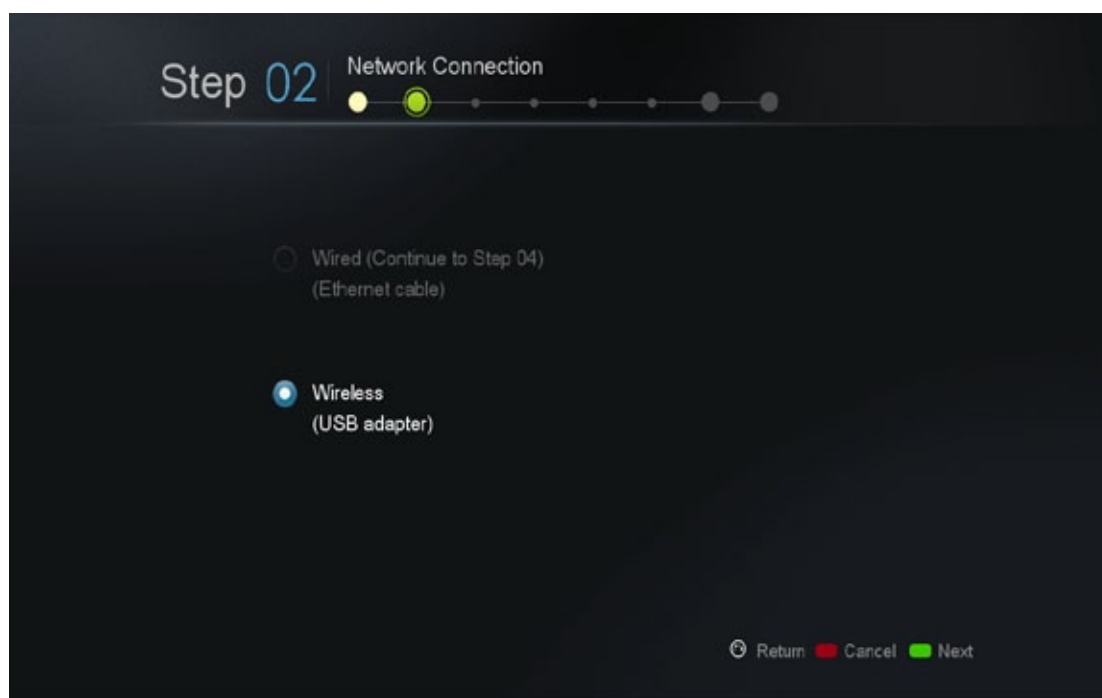 Step 02
Network Connection
Wired (Continue to Step 04)
(Ethernet cable)
Wireless
(USB adapter)
Return Cancel Next